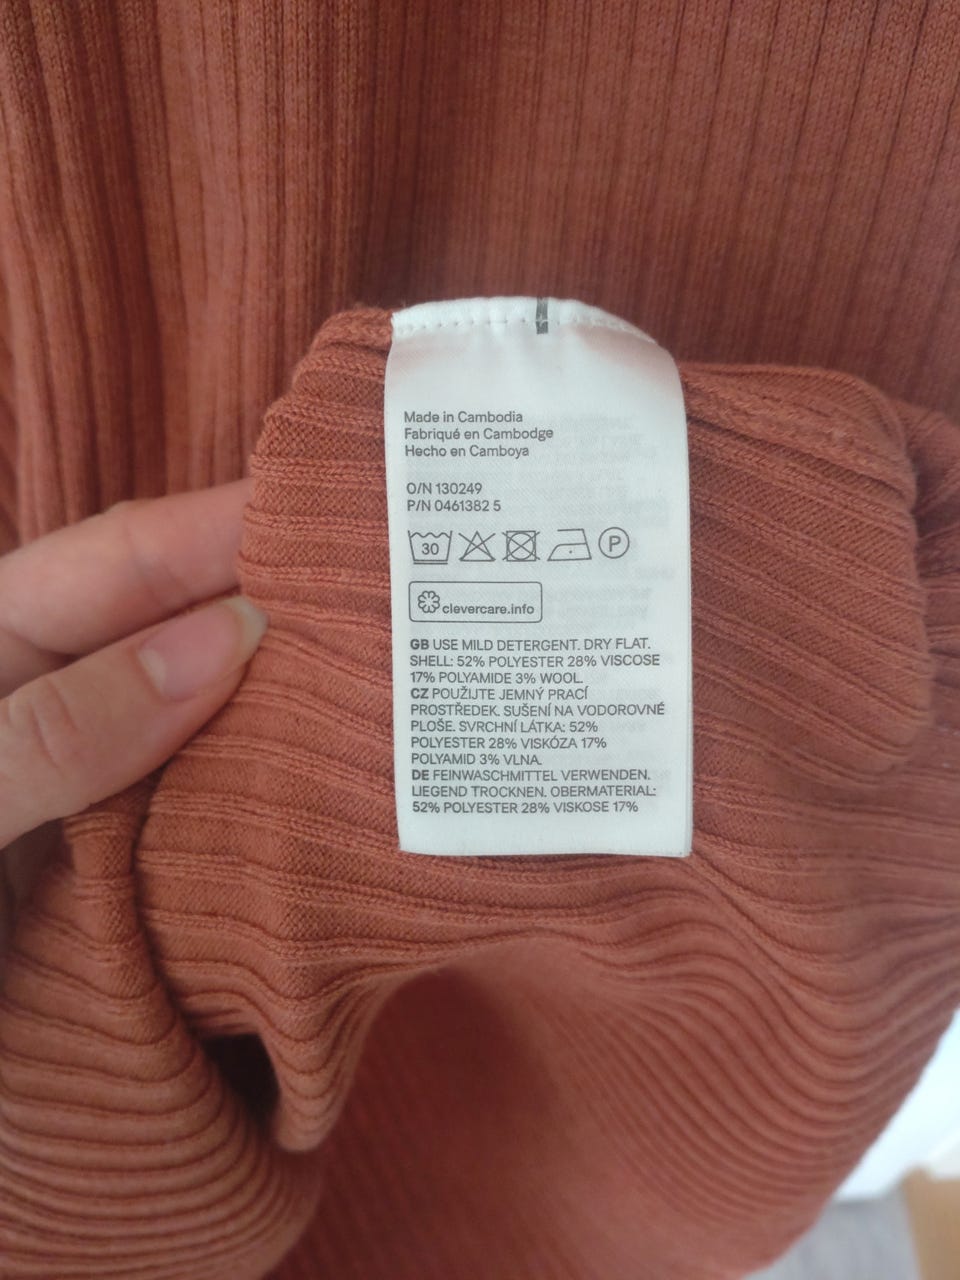 Made in Cambodia
Fabriqué en Cambodge
Hecho en Camboya
O/N 130249
P/N 0461382 5
30 P
clevercare.info
GB USE MILD DETERGENT. DRY FLAT.
SHELL: 52% POLYESTER 28% VISCOSE
17% POLYAMIDE 3% WOOL.
CZ POUŽIJTE JEMNÝ PRACÍ
PROSTŘEDEK. SUŠENÍ NA VODOROVNÉ
PLOŠE. SVRCHNÍ LÁTKA: 52%
POLYESTER 28% VISKÓZA 17%
POLYAMID 3% VLNA.
DE FEINWASCHMITTEL VERWENDEN.
LIEGEND TROCKNEN. OBERMATERIAL:
52% POLYESTER 28% VISKOSE 17%